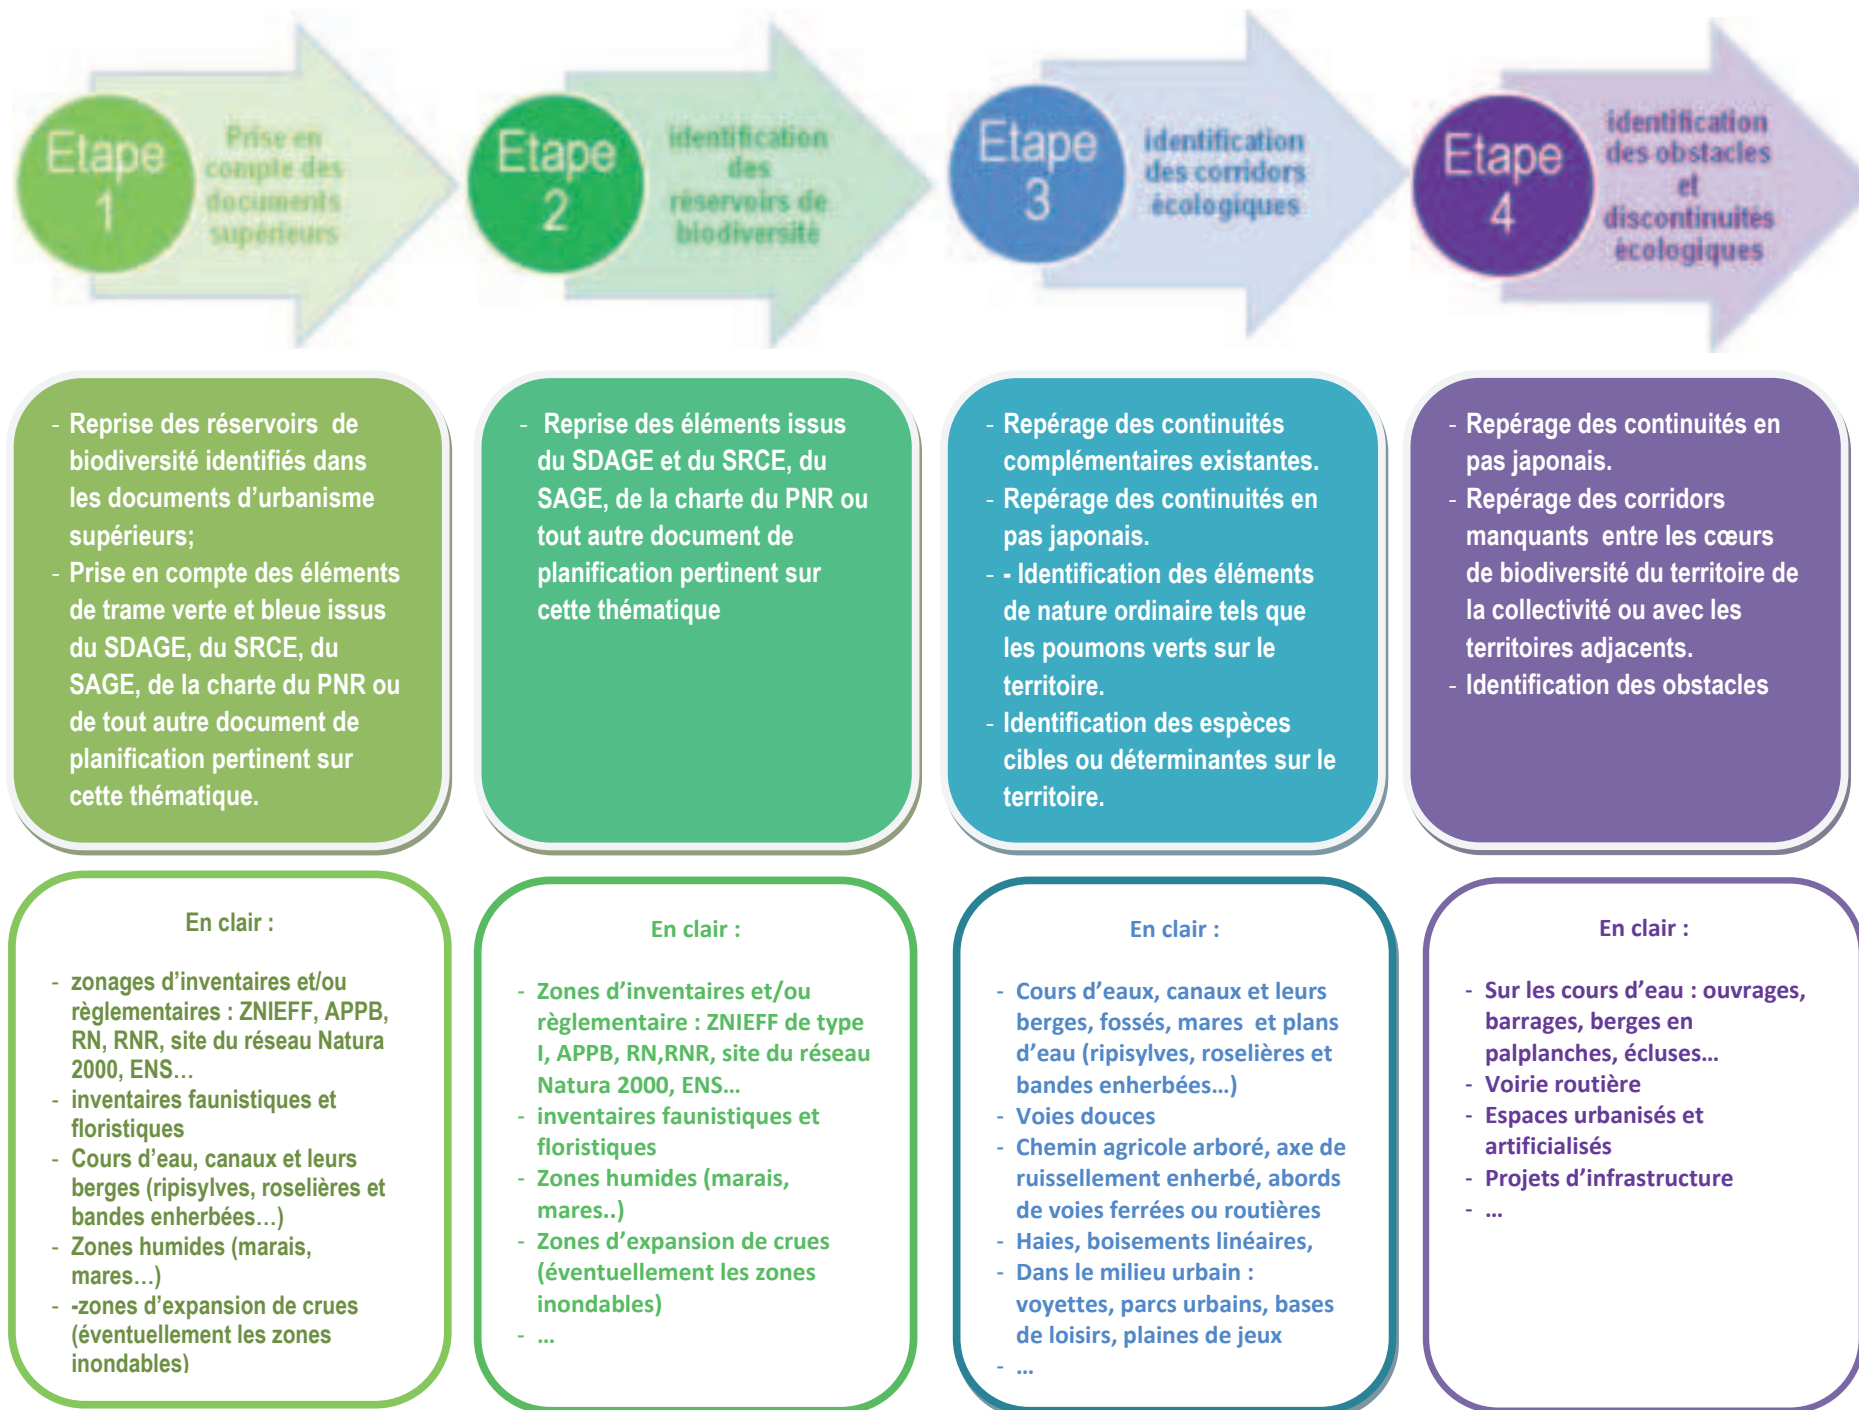 Etape
1
Prise en
compte des
documents
supérieurs
Etape
2
identification
des
réservoirs de
biodiversité
Etape
3
identification
des corridors
écologiques
Etape
4
identification
des obstacles
et
discontinuités
écologiques
- Reprise des réservoirs de
biodiversité identifiés dans
les documents d'urbanisme
supérieurs;
- Prise en compte des éléments
de trame verte et bleue issus
du SDAGE, du SRCE, du
SAGE, de la charte du PNR ou
de tout autre document de
planification pertinent sur
cette thématique.
- Reprise des éléments issus
du SDAGE et du SRCE, du
SAGE, de la charte du PNR ou
tout autre document de
planification pertinent sur
cette thématique
- Repérage des continuités
complémentaires existantes.
- Repérage des continuités en
pas japonais.
- - Identification des éléments
de nature ordinaire tels que
les poumons verts sur le
territoire.
- Identification des espèces
cibles ou déterminantes sur le
territoire.
- Repérage des continuités en
pas japonais.
- Repérage des corridors
manquants entre les cœurs
de biodiversité du territoire de
la collectivité ou avec les
territoires adjacents.
- Identification des obstacles
En clair :
- zonages d'inventaires et/ou
règlementaires : ZNIEFF, APPB,
RN, RNR, site du réseau Natura
2000, ENS…
- inventaires faunistiques et
floristiques
- Cours d'eau, canaux et leurs
berges (ripisylves, roselières et
bandes enherbées…)
- Zones humides (marais,
mares…)
- -zones d'expansion de crues
(éventuellement les zones
inondables)
En clair :
- Zones d'inventaires et/ou
règlementaire : ZNIEFF de type
I, APPB, RN,RNR, site du réseau
Natura 2000, ENS…
- inventaires faunistiques et
floristiques
- Zones humides (marais,
mares..)
- Zones d'expansion de crues
(éventuellement les zones
inondables)
- …
En clair :
- Cours d'eaux, canaux et leurs
berges, fossés, mares et plans
d'eau (ripisylves, roselières et
bandes enherbées…)
- Voies douces
- Chemin agricole arboré, axe de
ruissellement enherbé, abords
de voies ferrées ou routières
- Haies, boisements linéaires,
- Dans le milieu urbain :
voyettes, parcs urbains, bases
de loisirs, plaines de jeux
- …
En clair :
- Sur les cours d'eau : ouvrages,
barrages, berges en
palplanches, écluses…
- Voirie routière
- Espaces urbanisés et
artificialisés
- Projets d'infrastructure
- …